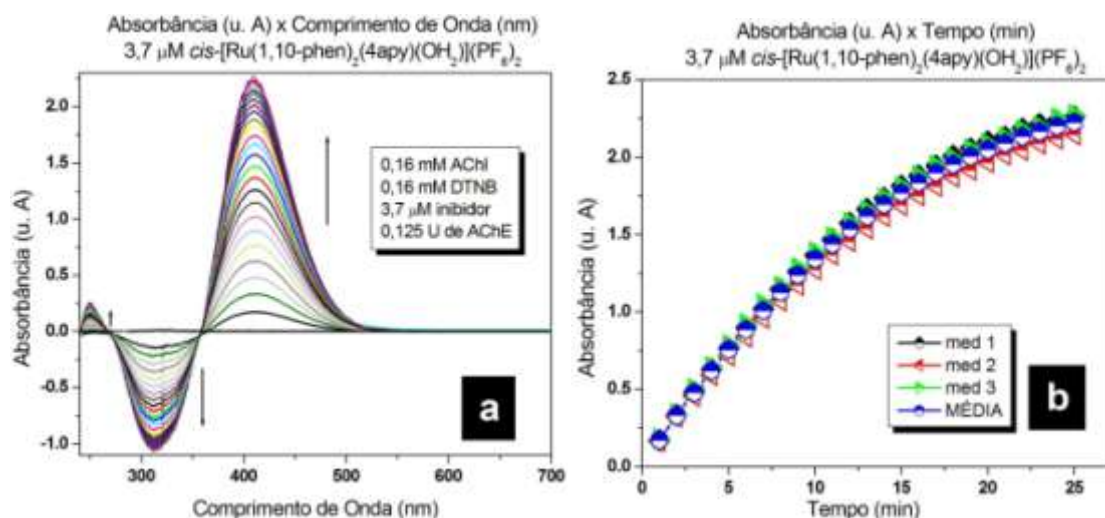 Absorbância (u. A) x Comprimento de Onda (nm)
3,7 μM cis-[Ru(1,10-phen)₂(4apy)(OH₂)](PF₆)₂
2.0
1.5
1.0
0.5
0.0
-0.5
-1.0
Absorbância (u. A)
0,16 mM AChI
0,16 mM DTNB
3,7 μM inibidor
0,125 U de AChE
a
300
400
500
600
700
Comprimento de Onda (nm)
Absorbância (u. A) x Tempo (min)
3,7 μM cis-[Ru(1,10-phen)₂(4apy)(OH₂)](PF₆)₂
2.5
2.0
1.5
1.0
0.5
0.0
Absorbância (u. A)
med 1
med 2
med 3
MÉDIA
b
0
5
10
15
20
25
Tempo (min)